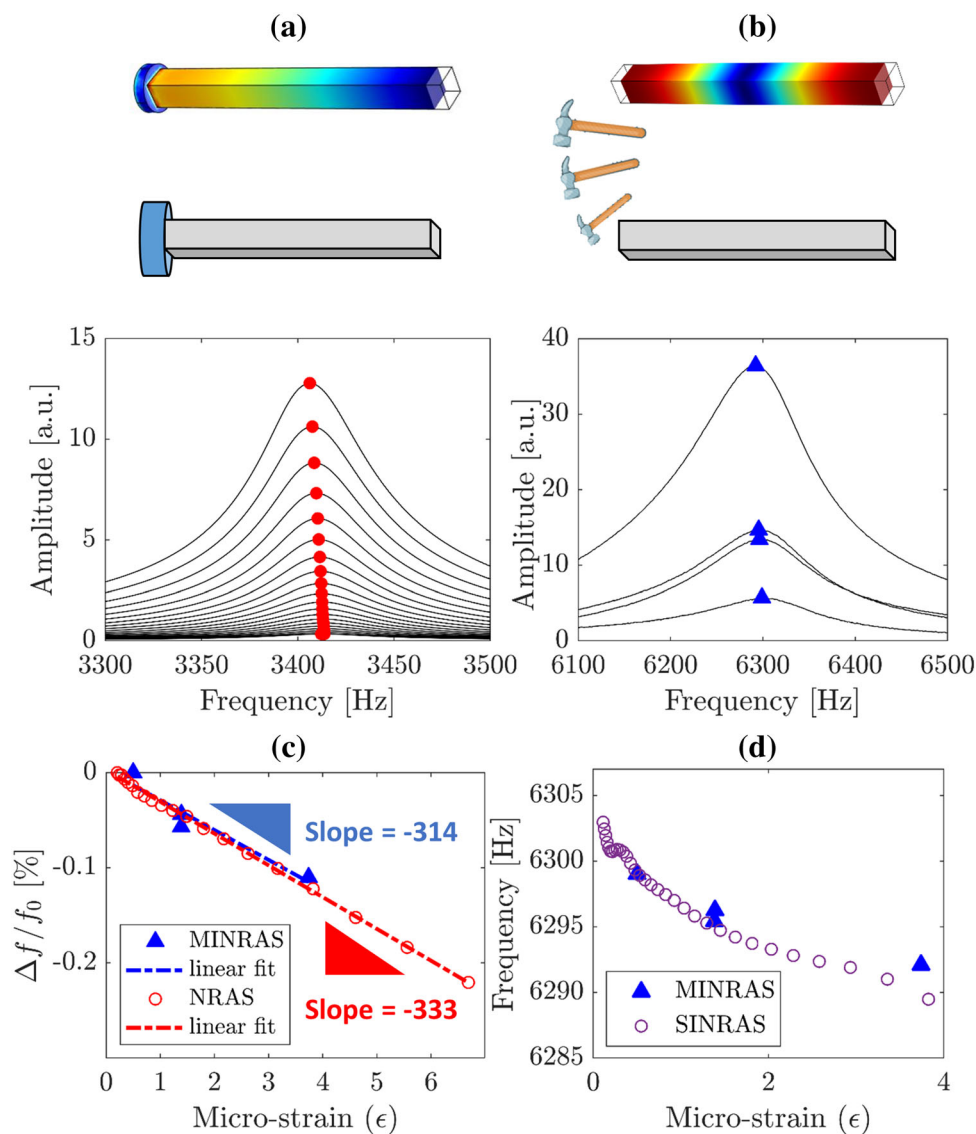 (a)
(b)
15
10
5
0
Amplitude [a.u.]
3300
3350
3400
3450
3500
Frequency [Hz]
40
30
20
10
0
Amplitude [a.u.]
6100
6200
6300
6400
6500
Frequency [Hz]
(c)
0
-0.1
-0.2
Δf/f₀ [%]
Slope = -314
Slope = -333
MINRAS
linear fit
NRAS
linear fit
0
1
2
3
4
5
6
Micro-strain (ϵ)
(d)
6305
6300
6295
6290
6285
Frequency [Hz]
MINRAS
SINRAS
0
2
4
Micro-strain (ϵ)